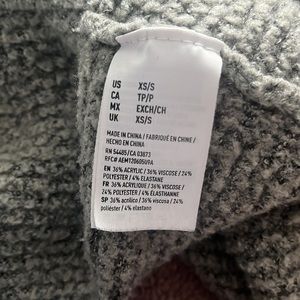 US XS/S
CA TP/P
MX EXCH/CH
UK XS/S
MADE IN CHINA / FABRIQUÉ EN CHINE /
HECHO EN CHINA
RN 54485/CA 03873
RFC# AEMT20605U9A
EN 36% ACRYLIC / 36% VISCOSE / 24%
POLYESTER / 4% ELASTANE
FR 36% ACRYLIQUE / 36% VISCOSE / 24%
POLYESTER / 4% ÉLASTHANNE
SP 36% acrílico / 36% viscosa / 24%
poliéster / 4% elastano